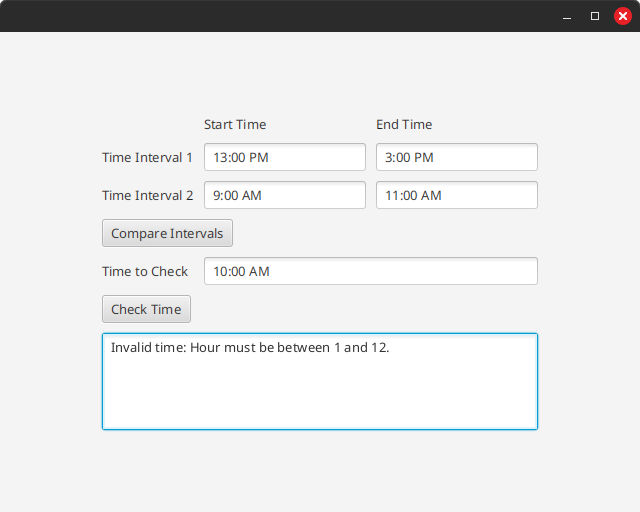 Start Time End Time
Time Interval 1 13:00 PM 3:00 PM
Time Interval 2 9:00 AM 11:00 AM
Compare Intervals
Time to Check 10:00 AM
Check Time
Invalid time: Hour must be between 1 and 12.